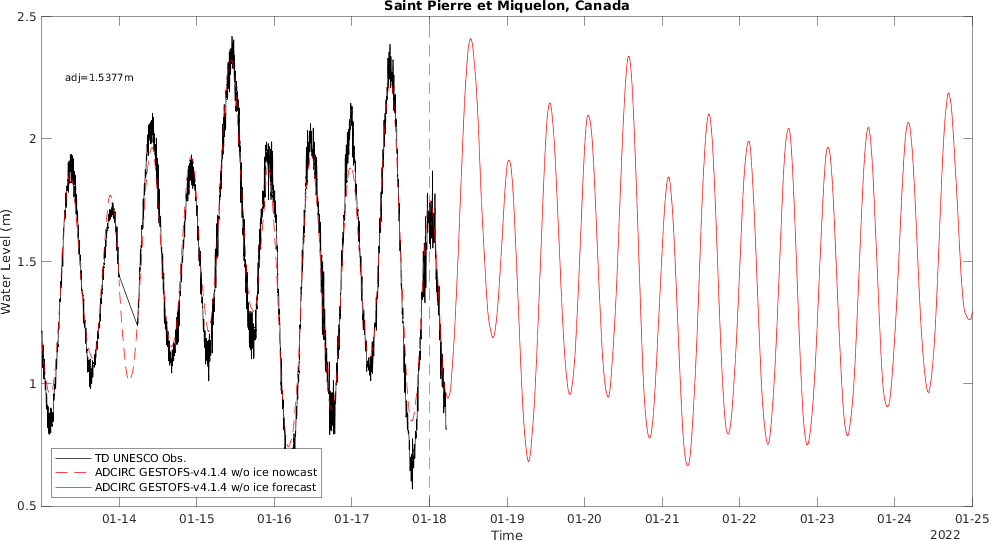 Saint Pierre et Miquelon, Canada
2.5
adj=1.5377m
2
Water Level (m)
1.5
1
TD UNESCO Obs.
ADCIRC GESTOFS-v4.1.4 w/o ice nowcast
ADCIRC GESTOFS-v4.1.4 w/o ice forecast
0.5
01-14 01-15 01-16 01-17 01-18 01-19 01-20 01-21 01-22 01-23 01-24 01-25
Time
2022